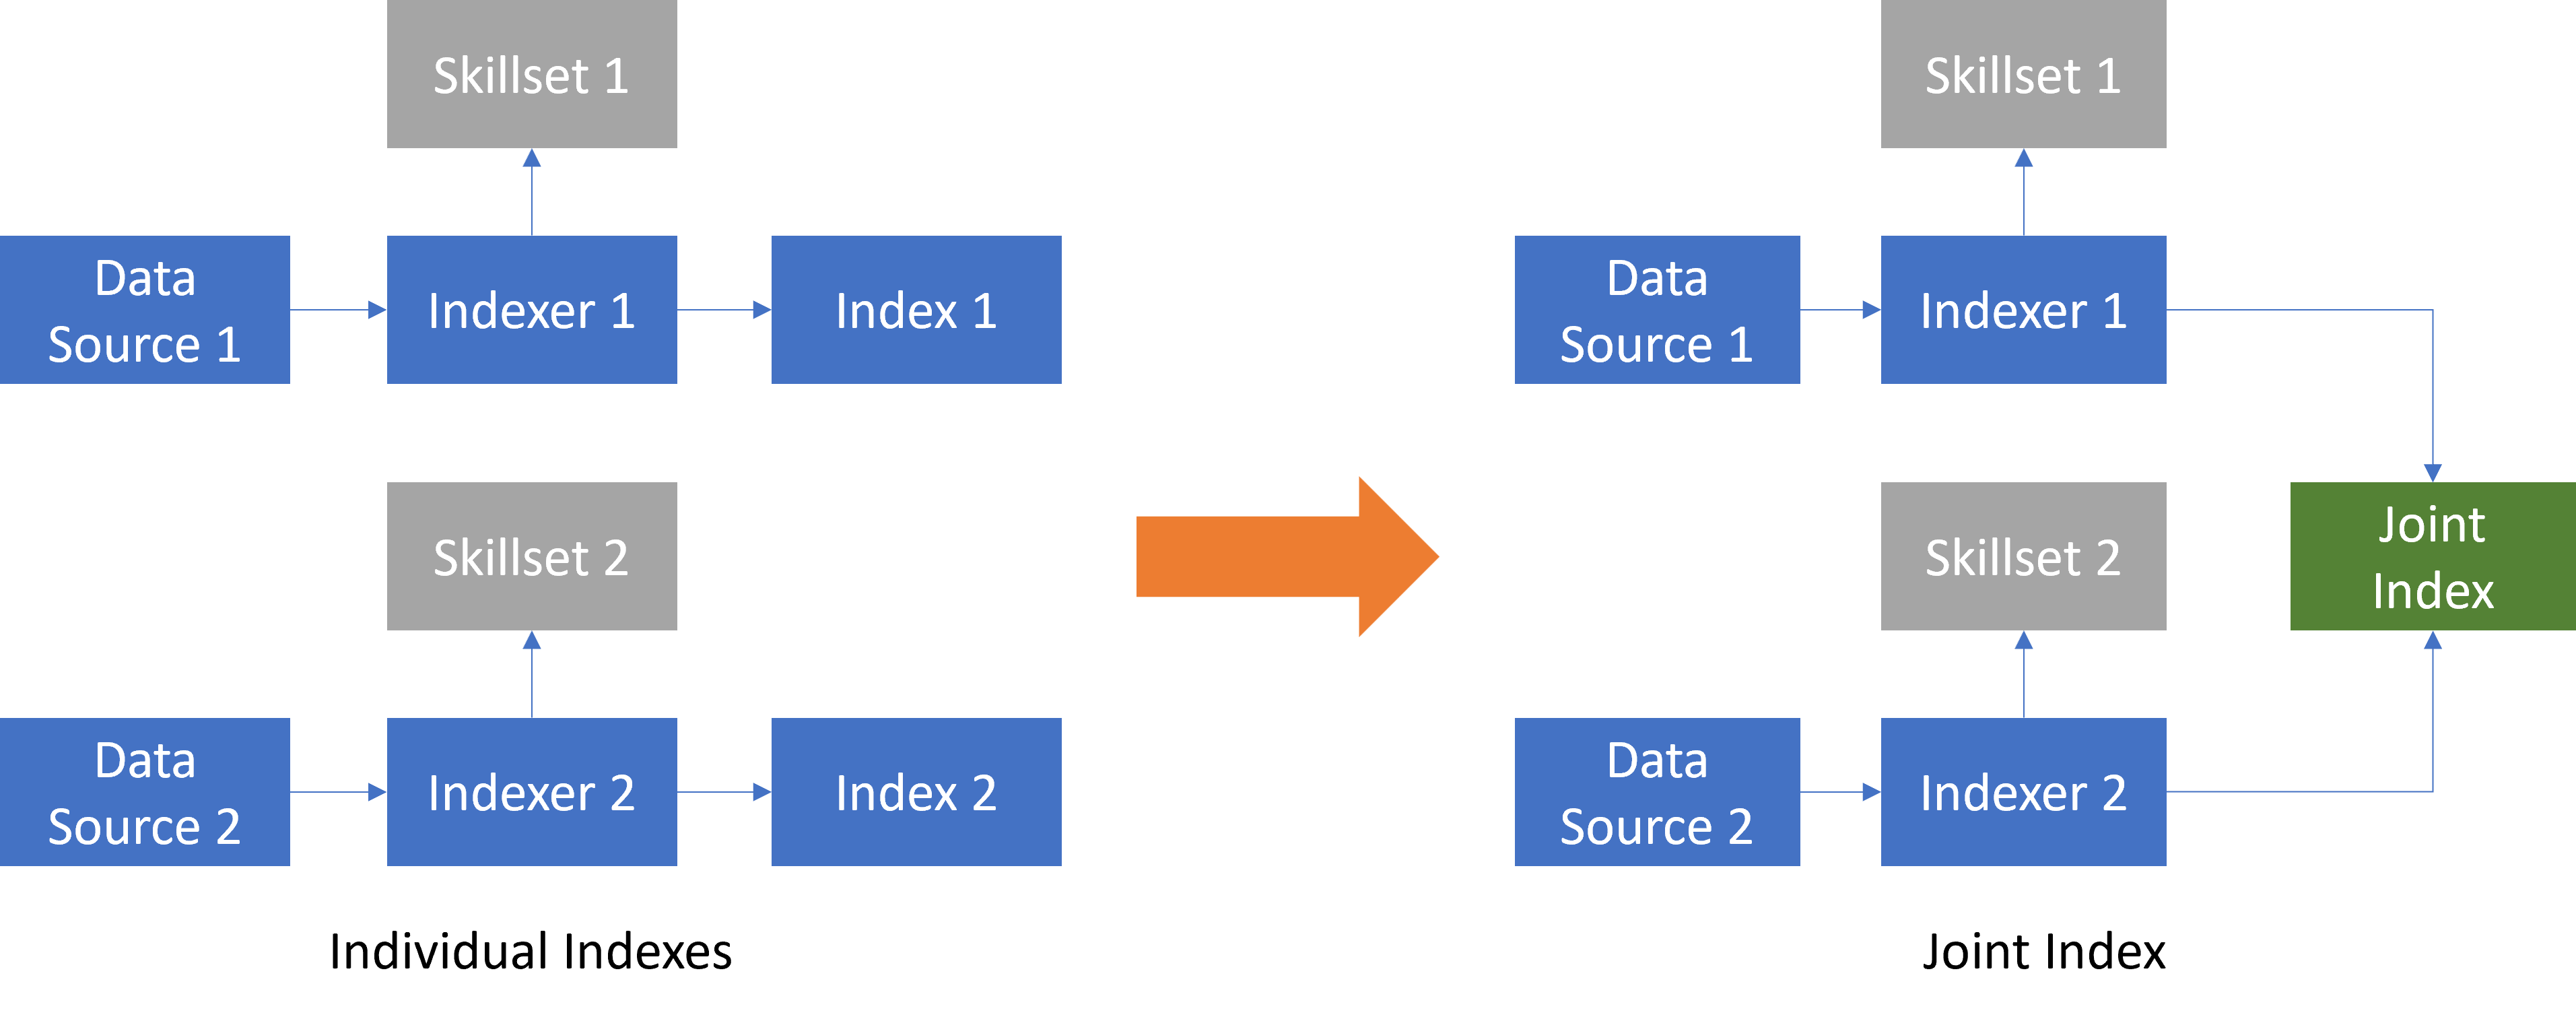 Skillset 1
Data
Source 1
Indexer 1
Index 1
Skillset 2
Data
Source 2
Indexer 2
Index 2
Individual Indexes
Skillset 1
Data
Source 1
Indexer 1
Skillset 2
Joint
Index
Data
Source 2
Indexer 2
Joint Index